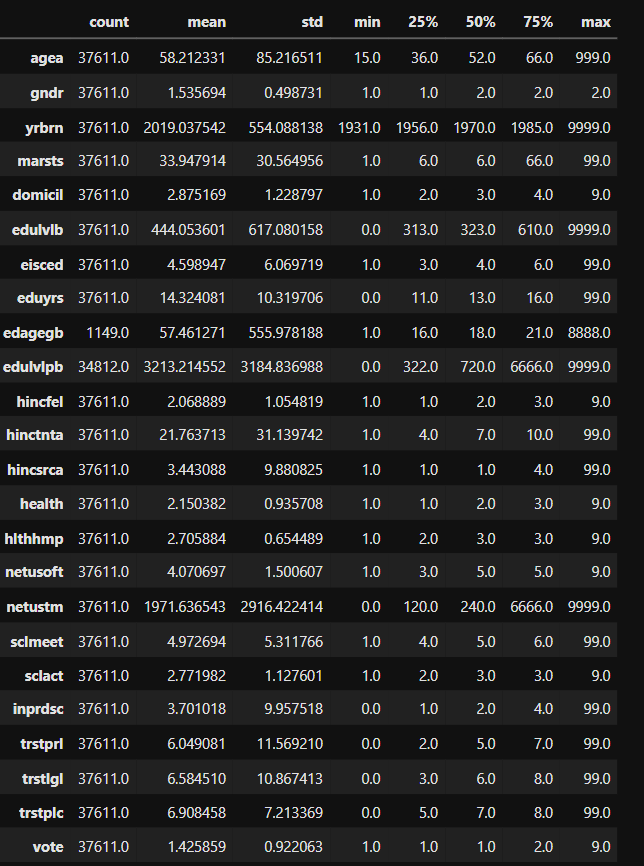 count mean std min 25% 50% 75% max
agea 37611.0 58.212331 85.216511 15.0 36.0 52.0 66.0 999.0
gndr 37611.0 1.535694 0.498731 1.0 1.0 2.0 2.0 2.0
yrbrn 37611.0 2019.037542 554.088138 1931.0 1956.0 1970.0 1985.0 9999.0
marsts 37611.0 33.947914 30.564956 1.0 6.0 6.0 66.0 99.0
domicil 37611.0 2.875169 1.228797 1.0 2.0 3.0 4.0 9.0
edulvlb 37611.0 444.053601 617.080158 0.0 313.0 323.0 610.0 9999.0
eisced 37611.0 4.598947 6.069719 1.0 3.0 4.0 6.0 99.0
eduyrs 37611.0 14.324081 10.319706 0.0 11.0 13.0 16.0 99.0
edagegb 1149.0 57.461271 555.978188 1.0 16.0 18.0 21.0 8888.0
edulvlpb 34812.0 3213.214552 3184.836988 0.0 322.0 720.0 6666.0 9999.0
hincfel 37611.0 2.068889 1.054819 1.0 1.0 2.0 3.0 9.0
hinctnta 37611.0 21.763713 31.139742 1.0 4.0 7.0 10.0 99.0
hincsrca 37611.0 3.443088 9.880825 1.0 1.0 1.0 4.0 99.0
health 37611.0 2.150382 0.935708 1.0 1.0 2.0 3.0 9.0
hlthhmp 37611.0 2.705884 0.654489 1.0 2.0 3.0 3.0 9.0
netusoft 37611.0 4.070697 1.500607 1.0 3.0 5.0 5.0 9.0
netustm 37611.0 1971.636543 2916.422414 0.0 120.0 240.0 6666.0 9999.0
sclmeet 37611.0 4.972694 5.311766 1.0 4.0 5.0 6.0 99.0
sclact 37611.0 2.771982 1.127601 1.0 2.0 3.0 3.0 9.0
inprdsc 37611.0 3.701018 9.957518 0.0 1.0 2.0 4.0 99.0
trstprl 37611.0 6.049081 11.569210 0.0 2.0 5.0 7.0 99.0
trstlgl 37611.0 6.584510 10.867413 0.0 3.0 6.0 8.0 99.0
trstplc 37611.0 6.908458 7.213369 0.0 5.0 7.0 8.0 99.0
vote 37611.0 1.425859 0.922063 1.0 1.0 1.0 2.0 9.0